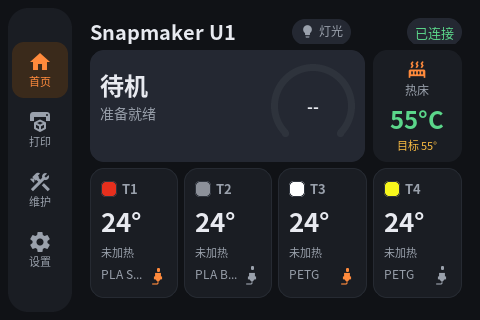 Snapmaker U1
灯光
已连接
首页
打印
维护
设置
待机
准备就绪
--
热床
55°C
目标 55°
T1
24°
未加热
PLA S...
T2
24°
未加热
PLA B...
T3
24°
未加热
PETG
T4
24°
未加热
PETG